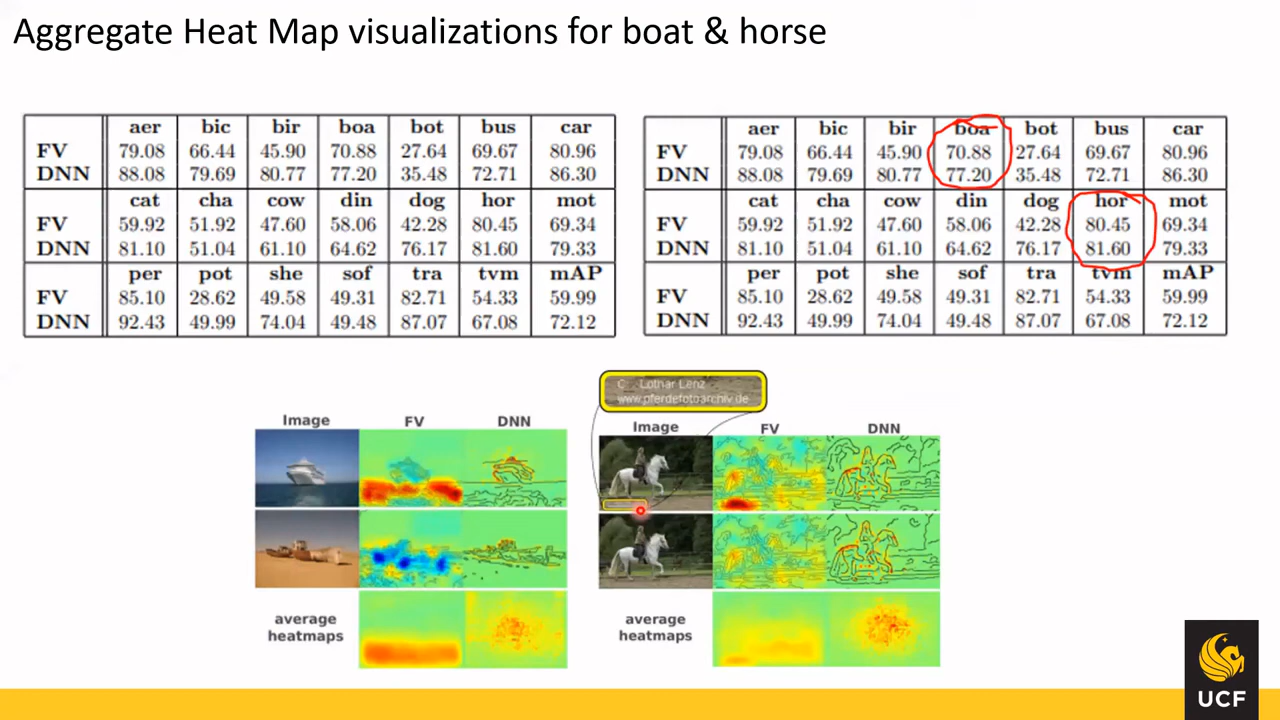 Aggregate Heat Map visualizations for boat & horse
aer bic bir boa bot bus car
FV 79.08 66.44 45.90 70.88 27.64 69.67 80.96
DNN 88.08 79.69 80.77 77.20 35.48 72.71 86.30
cat cha cow din dog hor mot
FV 59.92 51.92 47.60 58.06 42.28 80.45 69.34
DNN 81.10 51.04 61.10 64.62 76.17 81.60 79.33
per pot she sof tra tvm mAP
FV 85.10 28.62 49.58 49.31 82.71 54.33 59.99
DNN 92.43 49.99 74.04 49.48 87.07 67.08 72.12
aer bic bir boa bot bus car
FV 79.08 66.44 45.90 70.88 27.64 69.67 80.96
DNN 88.08 79.69 80.77 77.20 35.48 72.71 86.30
cat cha cow din dog hor mot
FV 59.92 51.92 47.60 58.06 42.28 80.45 69.34
DNN 81.10 51.04 61.10 64.62 76.17 81.60 79.33
per pot she sof tra tvm mAP
FV 85.10 28.62 49.58 49.31 82.71 54.33 59.99
DNN 92.43 49.99 74.04 49.48 87.07 67.08 72.12
Image FV DNN
average
heatmaps
C Lothar Lenz
www.pferdefotoarchiv.de
Image FV DNN
average
heatmaps
UCF